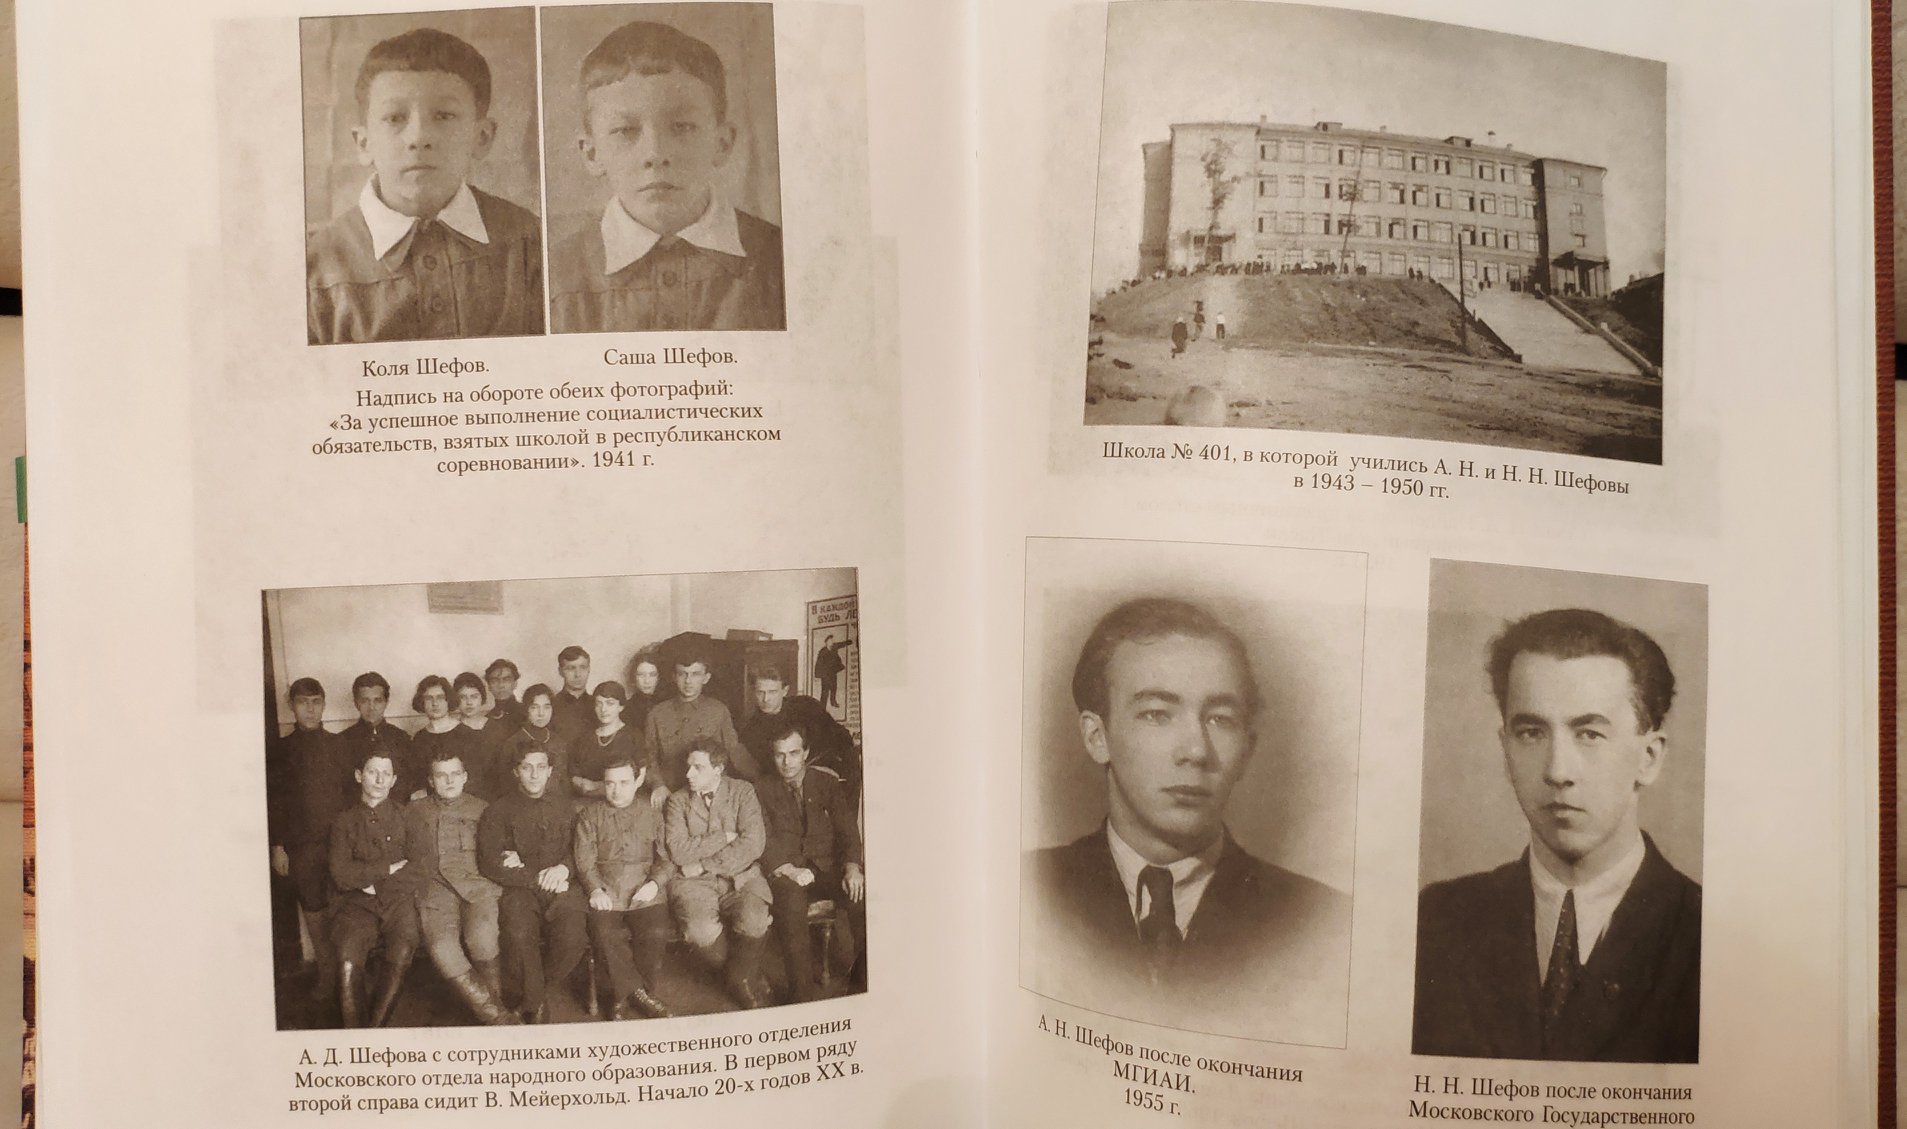 Коля Шефов.
Саша Шефов.
Надпись на обороте обеих фотографий:
«За успешное выполнение социалистических
обязательств, взятых школой в республиканском
соревновании». 1941 г.
В КАЖДОМ
БУДЬ
А. Д. Шефова с сотрудниками художественного отделения
Московского отдела народного образования. В первом ряду
второй справа сидит В. Мейерхольд. Начало 20-х годов XX в.
Школа № 401, в которой учились А. Н. и Н. Н. Шефовы
в 1943 – 1950 гг.
А. Н. Шефов после окончания
МГИАИ.
1955 г.
Н. Н. Шефов после окончания
Московского Государственного